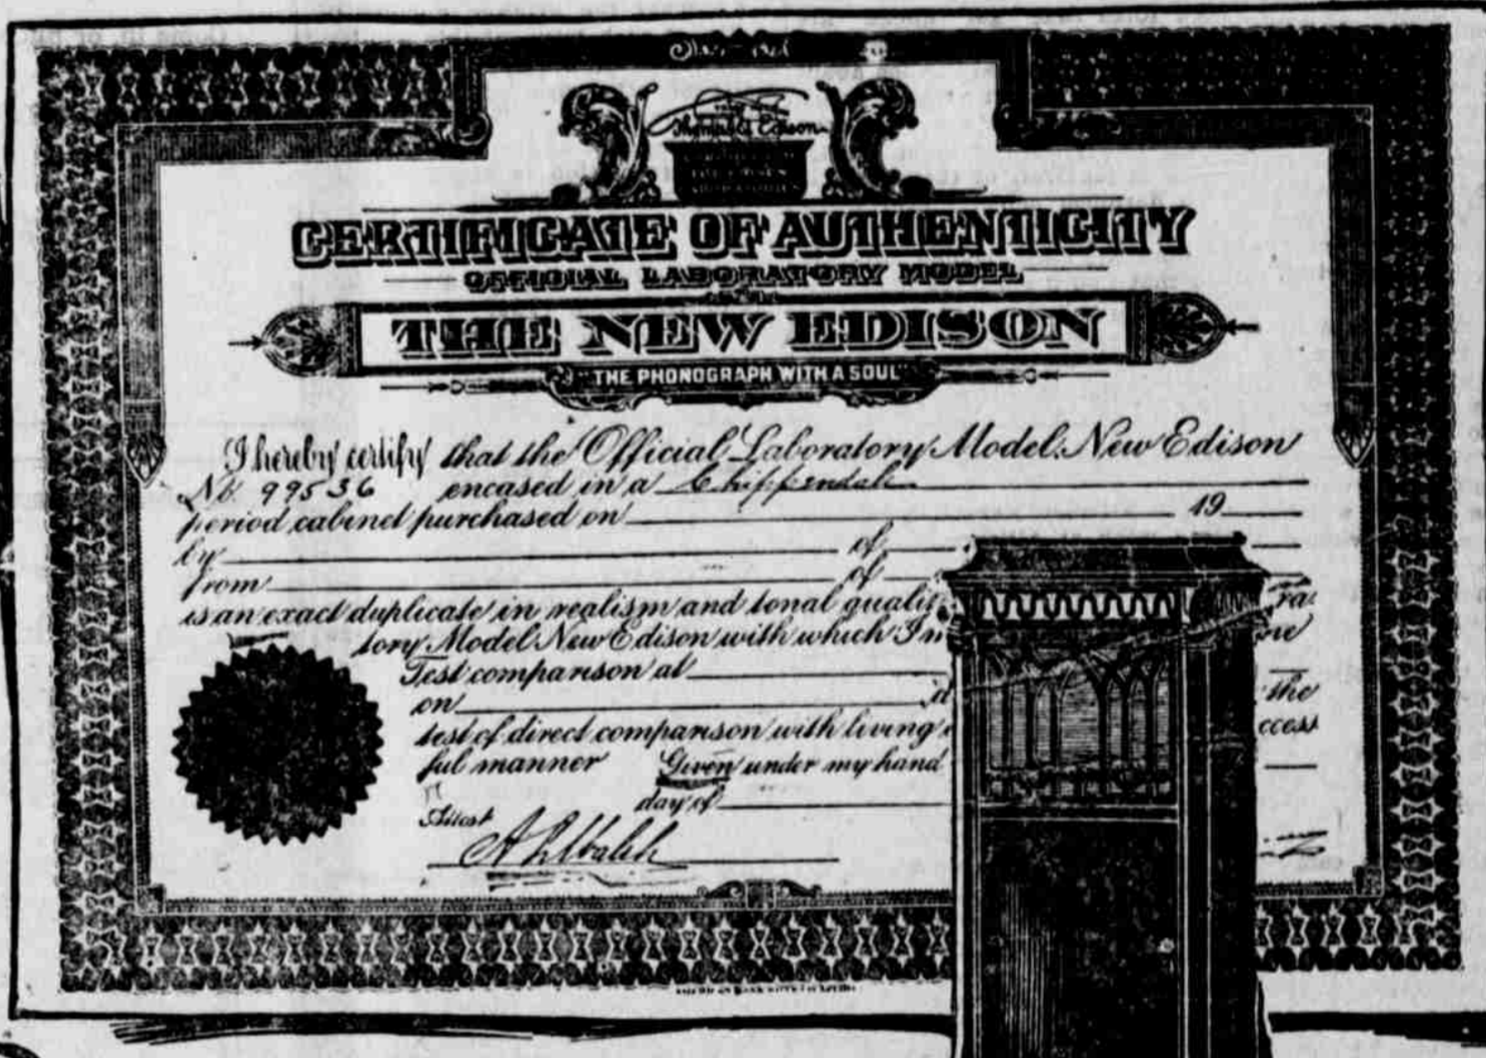 Thomas A Edison
CERTIFICATE OF AUTHENTICITY
OFFICIAL LABORATORY MODEL
THE NEW EDISON
"THE PHONOGRAPH WITH A SOUL"
I hereby certify that the Official Laboratory Model New Edison
No. 99536 encased in a Chippendale
period cabinet purchased on 19
by of
from of
is an exact duplicate in realism and tonal qualit ra
tory Model New Edison with which I
Test comparison at
on the
test of direct comparison with living ccess
ful manner Given under my hand
day of
Attest